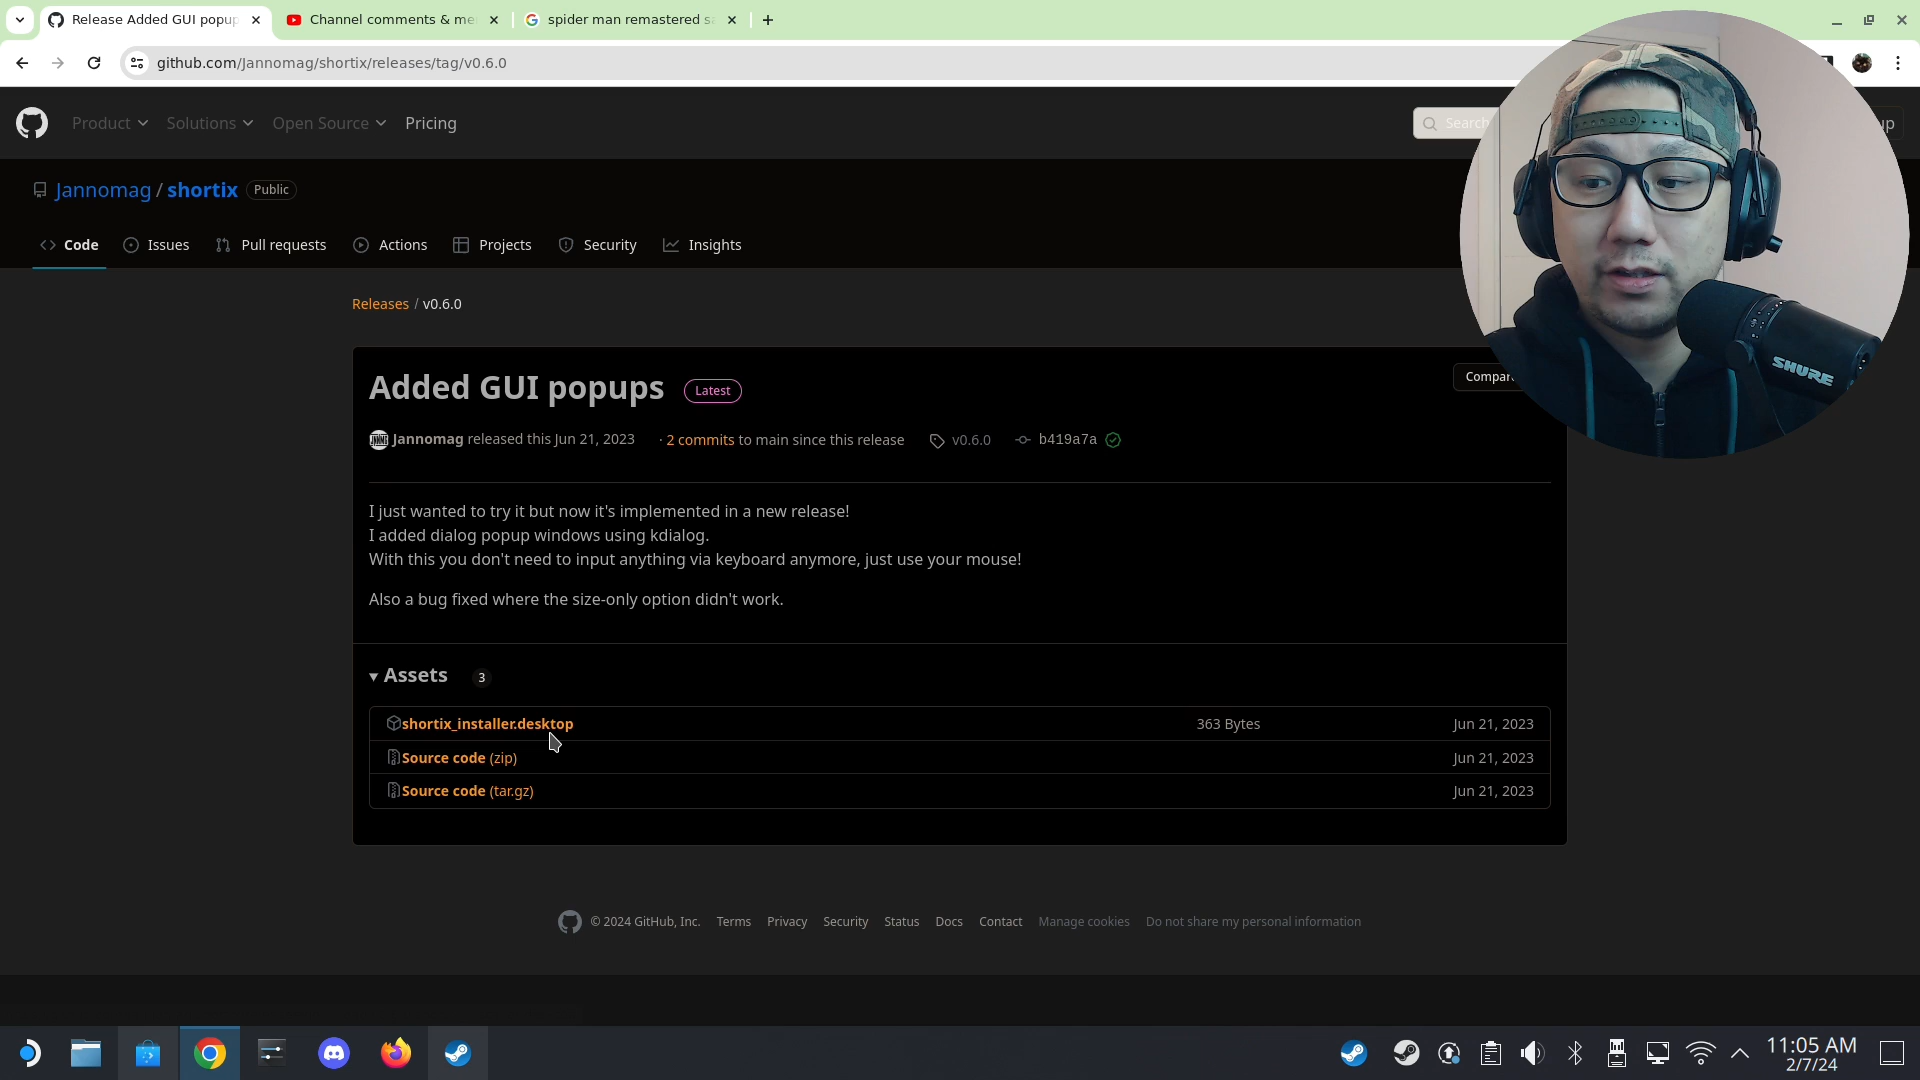 Release Added GUI popup
Channel comments & me
spider man remastered s
github.com/Jannomag/shortix/releases/tag/v0.6.0
Product
Solutions
Open Source
Pricing
Search
up
Jannomag / shortix
Public
Code
Issues
Pull requests
Actions
Projects
Security
Insights
Releases / v0.6.0
Added GUI popups
Latest
Compar
Jannomag released this Jun 21, 2023
· 2 commits to main since this release
v0.6.0
b419a7a
I just wanted to try it but now it's implemented in a new release!
I added dialog popup windows using kdialog.
With this you don't need to input anything via keyboard anymore, just use your mouse!
Also a bug fixed where the size-only option didn't work.
Assets 3
shortix_installer.desktop 363 Bytes Jun 21, 2023
Source code (zip) Jun 21, 2023
Source code (tar.gz) Jun 21, 2023
© 2024 GitHub, Inc. Terms Privacy Security Status Docs Contact Manage cookies Do not share my personal information
SHURE
11:05 AM
2/7/24